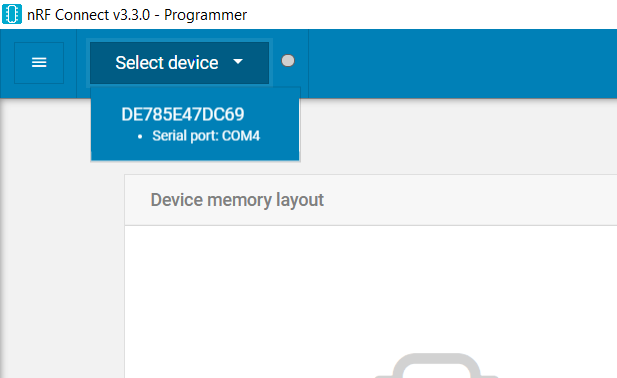 nRF Connect v3.3.0 - Programmer
Select device
DE785E47DC69
Serial port: COM4
Device memory layout